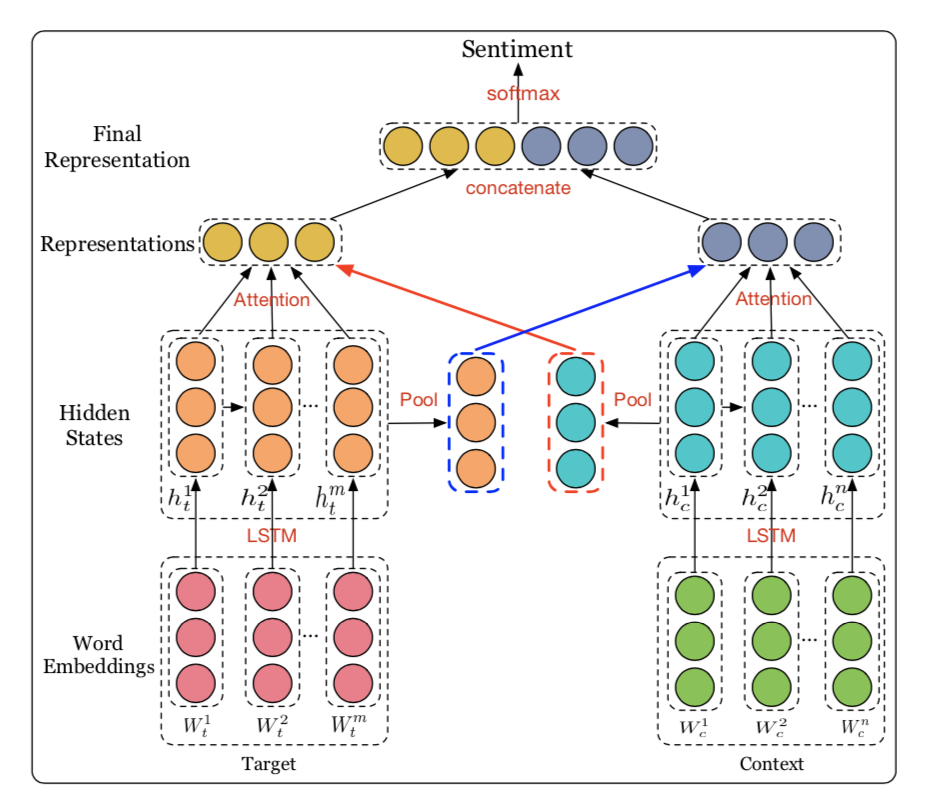 Sentiment
softmax
Final
Representation
concatenate
Representations
Attention
Attention
Hidden
States
Pool
Pool
...
...
h_t^1 h_t^2 h_t^m
h_c^1 h_c^2 h_c^n
LSTM
LSTM
Word
Embeddings
...
...
W_t^1 W_t^2 W_t^m
W_c^1 W_c^2 W_c^n
Target
Context